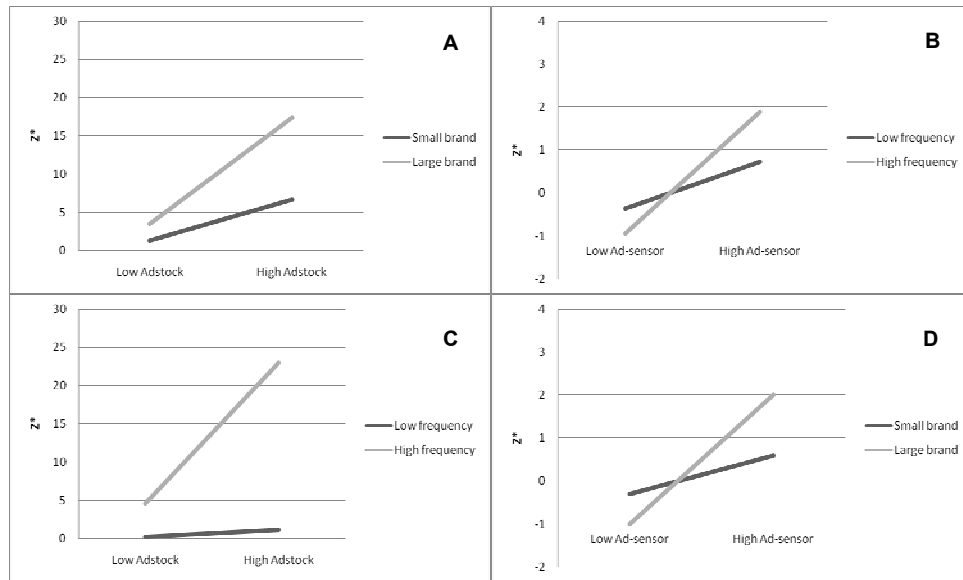 A
30
25
20
15
10
5
0
z*
Low Adstock
High Adstock
Small brand
Large brand
B
4
3
2
1
0
-1
-2
z*
Low Ad-sensor
High Ad-sensor
Low frequency
High frequency
C
30
25
20
15
10
5
0
z*
Low Adstock
High Adstock
Low frequency
High frequency
D
4
3
2
1
0
-1
-2
z*
Low Ad-sensor
High Ad-sensor
Small brand
Large brand